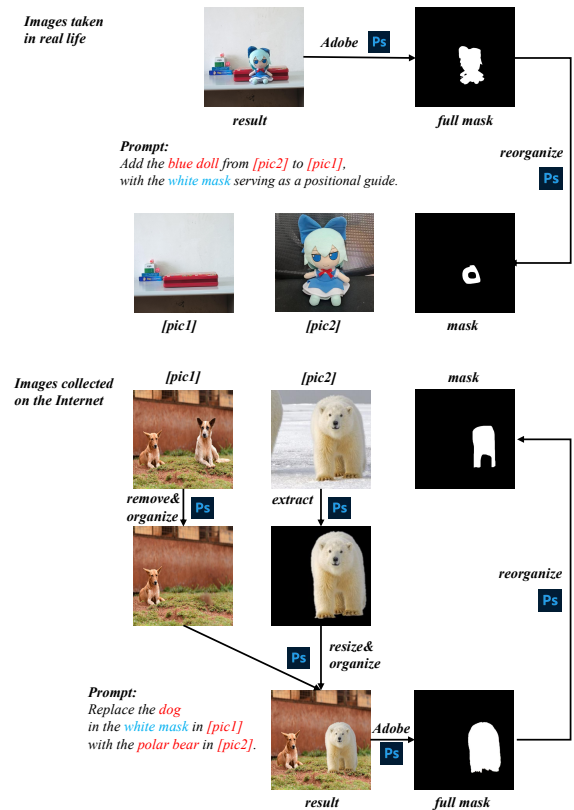 Images taken
in real life
Adobe Ps
result
full mask
Prompt:
Add the blue doll from [pic2] to [pic1],
with the white mask serving as a positional guide.
reorganize
Ps
[pic1]
[pic2]
mask
Images collected
on the Internet
[pic1]
[pic2]
mask
remove&
organize
Ps
extract
Ps
reorganize
Ps
Ps
resize&
organize
Prompt:
Replace the dog
in the white mask in [pic1]
with the polar bear in [pic2].
Adobe
Ps
result
full mask